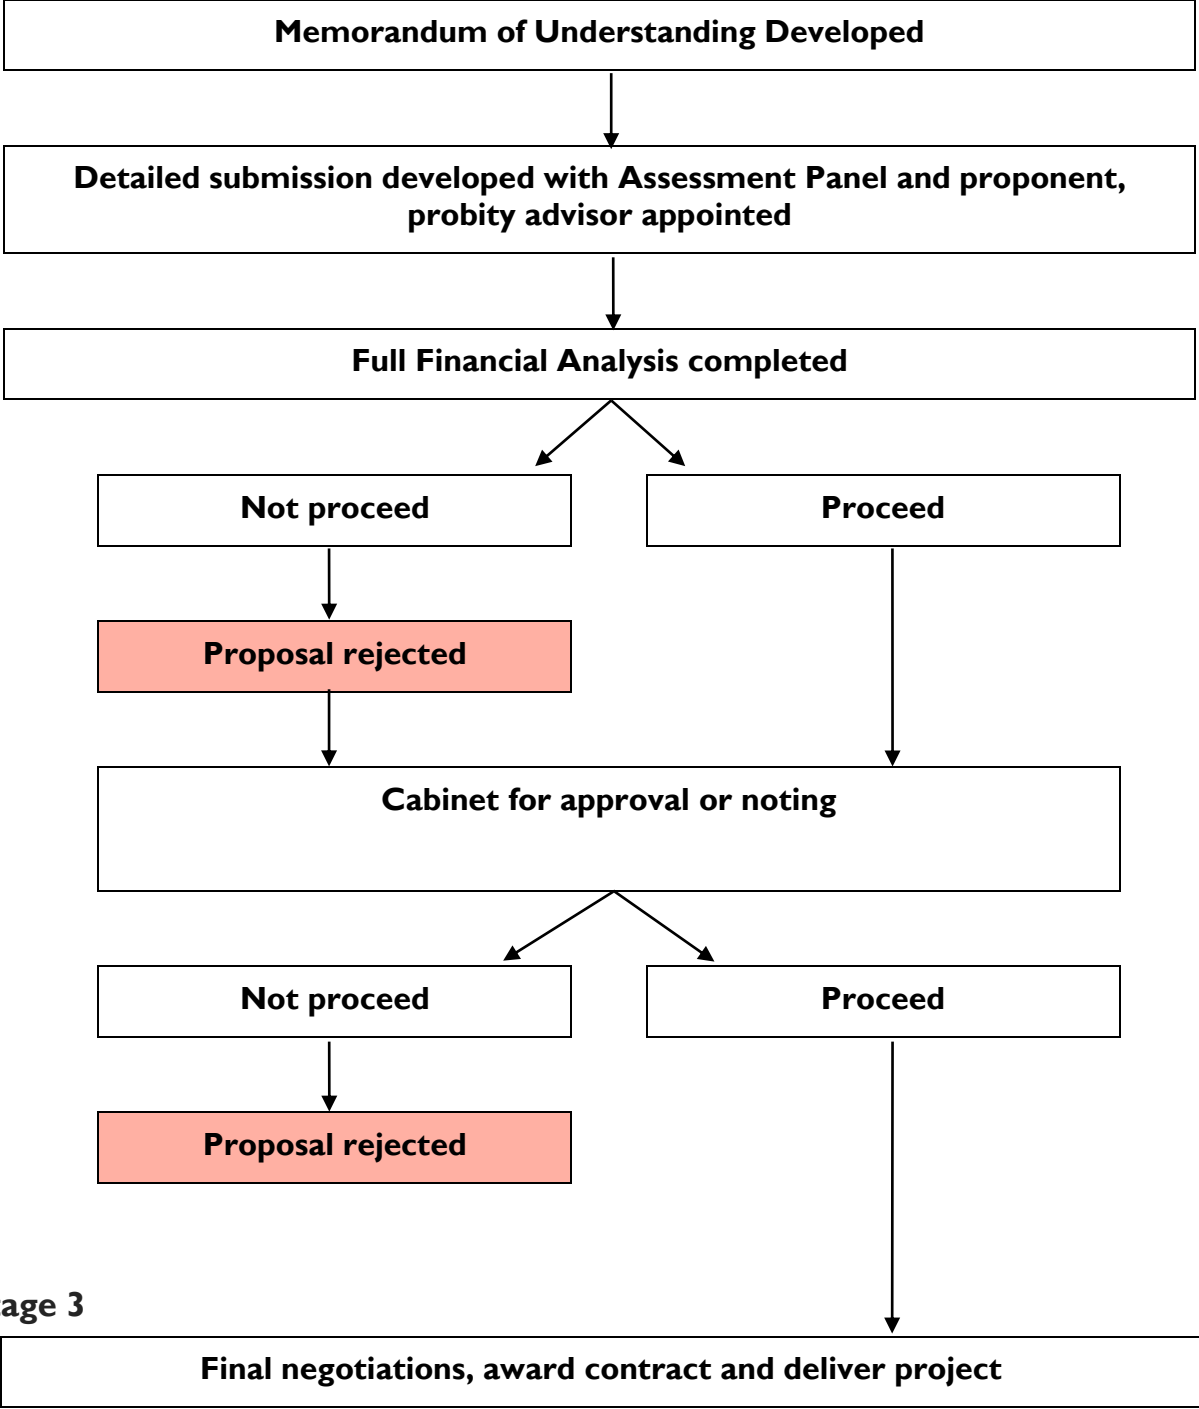 Memorandum of Understanding Developed
Detailed submission developed with Assessment Panel and proponent,
probity advisor appointed
Full Financial Analysis completed
Not proceed
Proceed
Proposal rejected
Cabinet for approval or noting
Not proceed
Proceed
Proposal rejected
tage 3
Final negotiations, award contract and deliver project